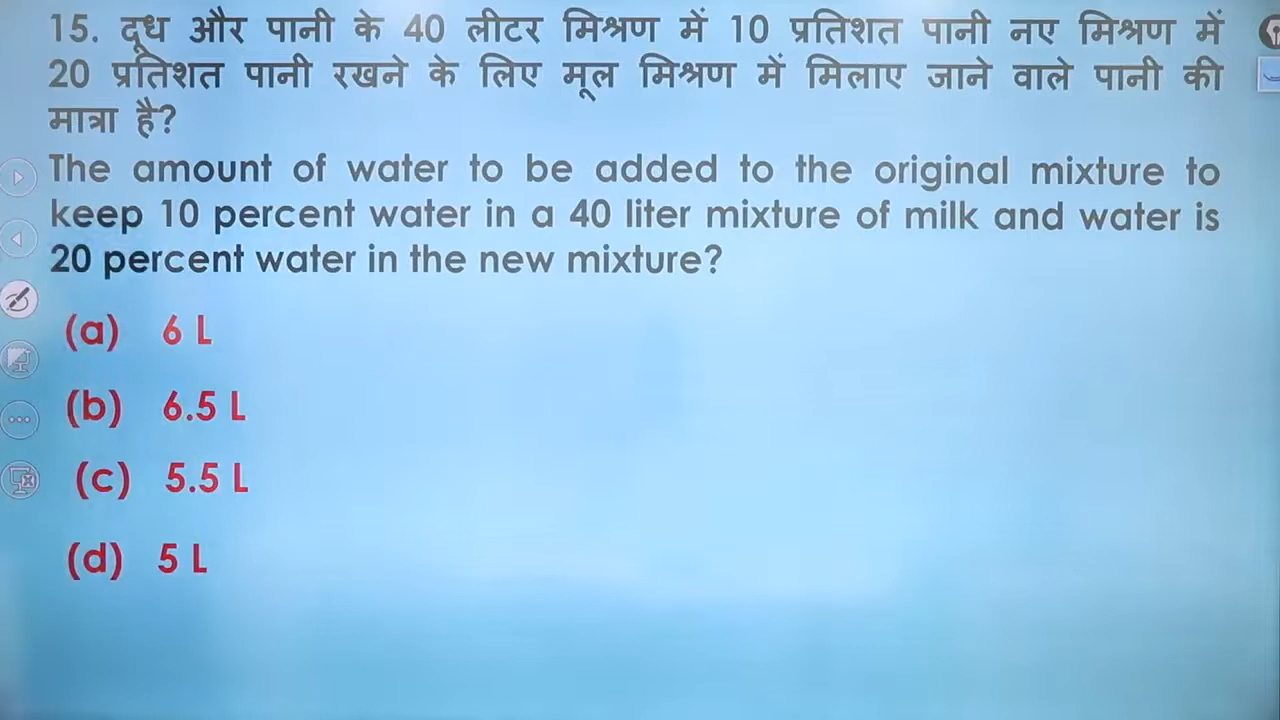 15. दूध और पानी के 40 लीटर मिश्रण में 10 प्रतिशत पानी नए मिश्रण में
20 प्रतिशत पानी रखने के लिए मूल मिश्रण में मिलाए जाने वाले पानी की
मात्रा है?
The amount of water to be added to the original mixture to
keep 10 percent water in a 40 liter mixture of milk and water is
20 percent water in the new mixture?
(a) 6 L
(b) 6.5 L
(c) 5.5 L
(d) 5 L